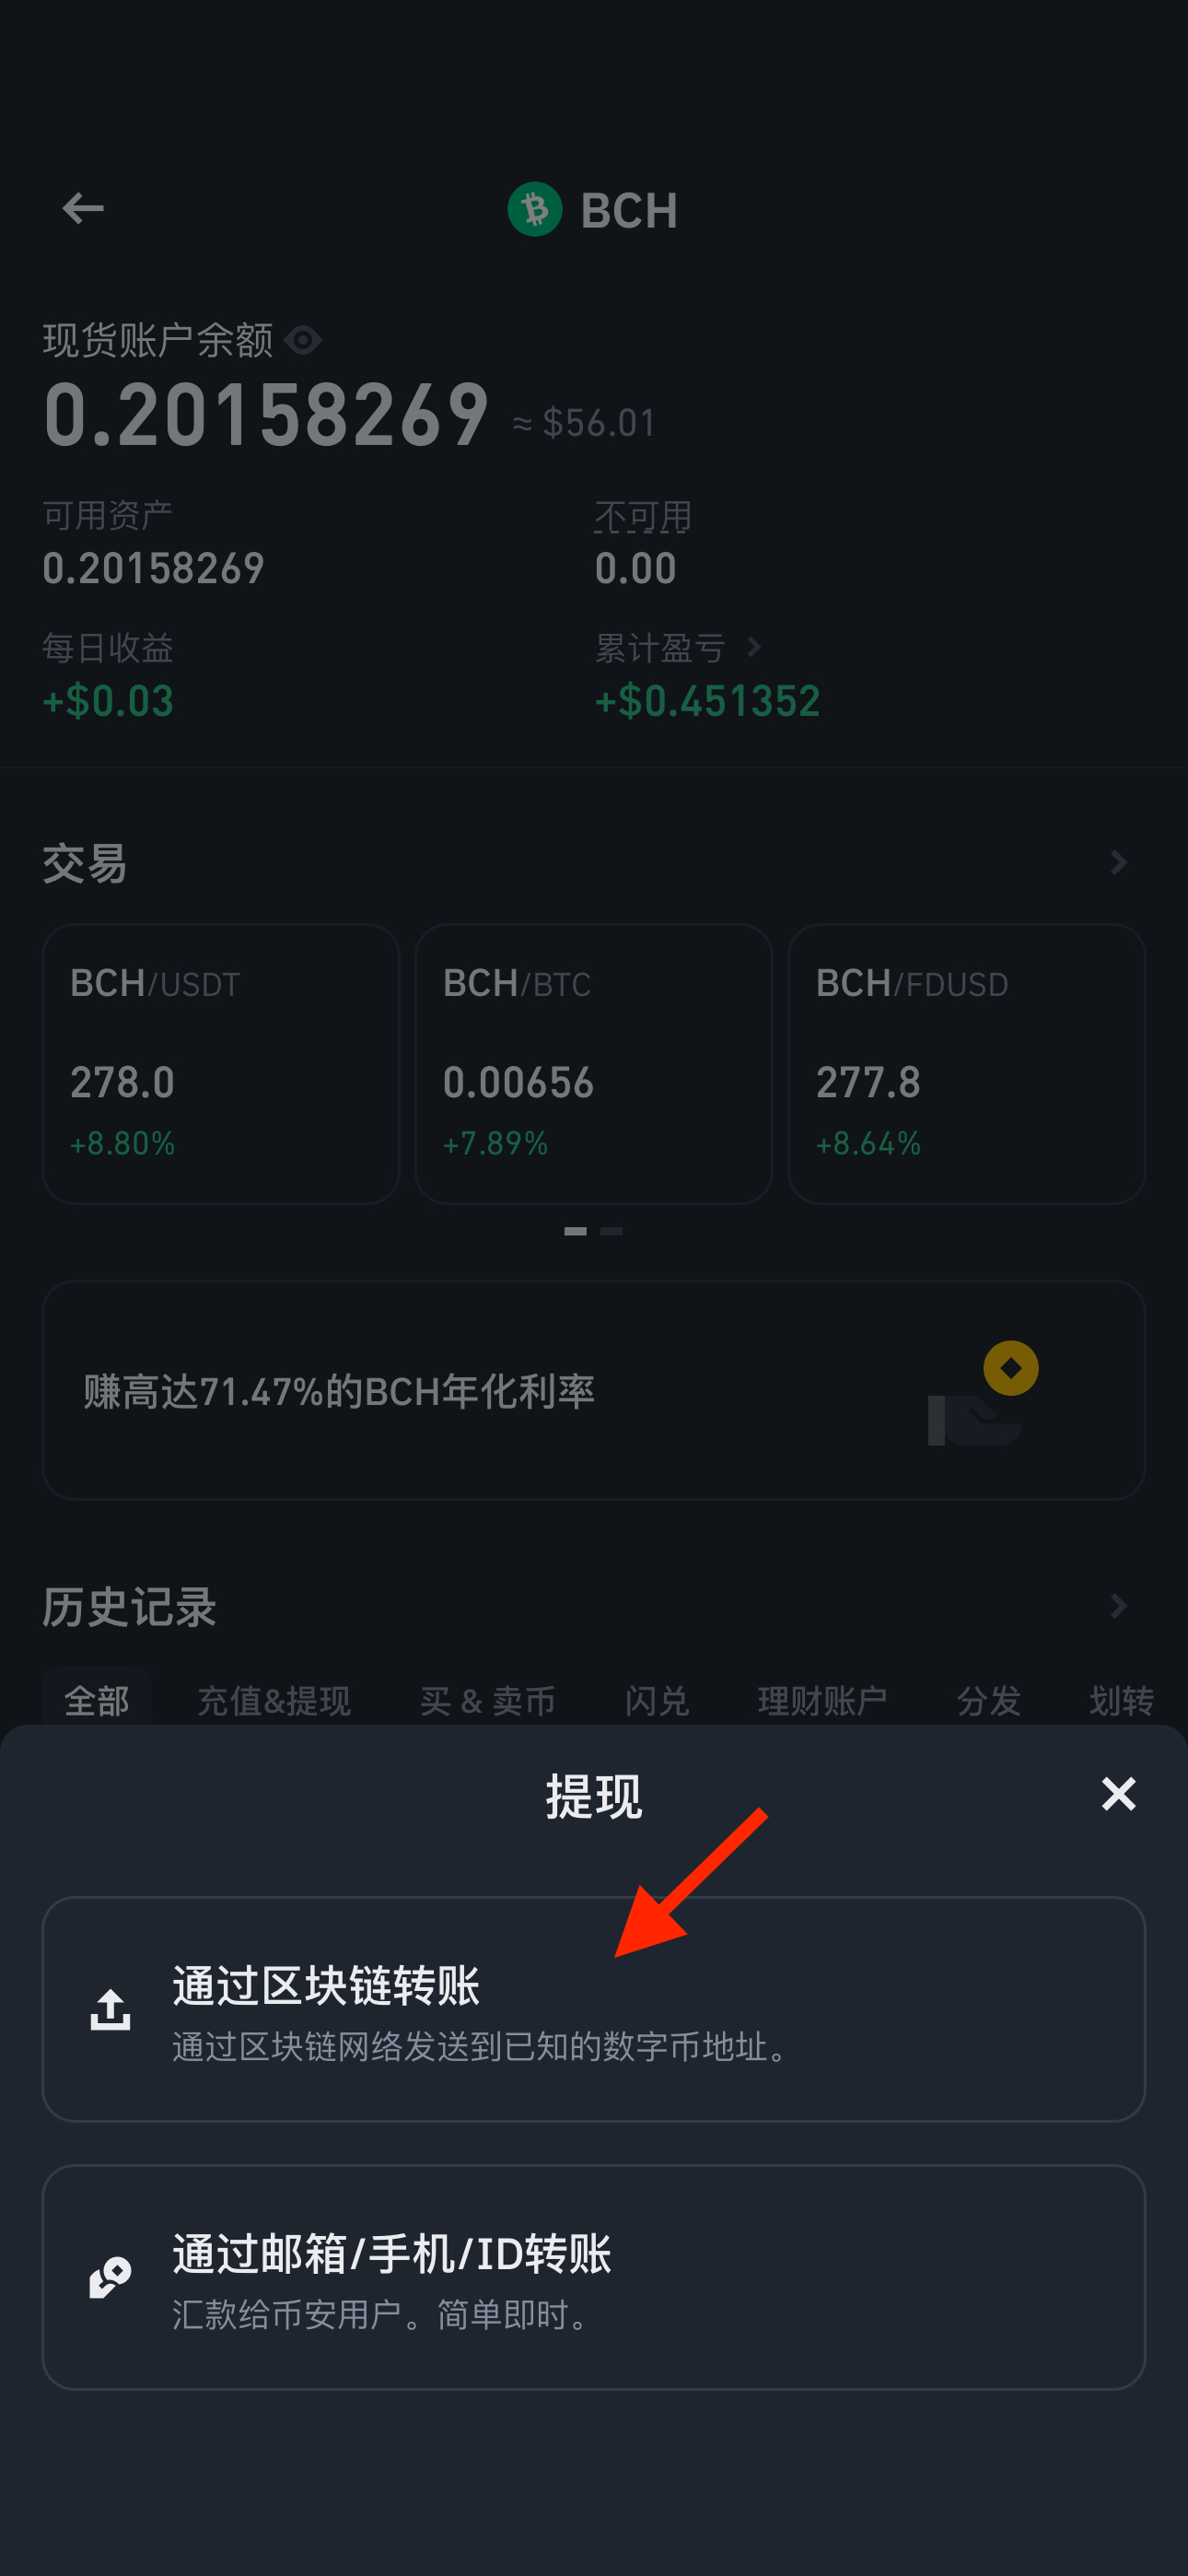 BCH
现货账户余额
0.20158269 ≈ $56.01
可用资产 不可用
0.20158269 0.00
每日收益 累计盈亏
+$0.03 +$0.451352
交易
BCH/USDT BCH/BTC BCH/FDUSD
278.0 0.00656 277.8
+8.80% +7.89% +8.64%
赚高达71.47%的BCH年化利率
历史记录
全部 充值&提现 买 & 卖币 闪兑 理财账户 分发 划转
提现
通过区块链转账
通过区块链网络发送到已知的数字币地址。
通过邮箱/手机/ID转账
汇款给币安用户。简单即时。